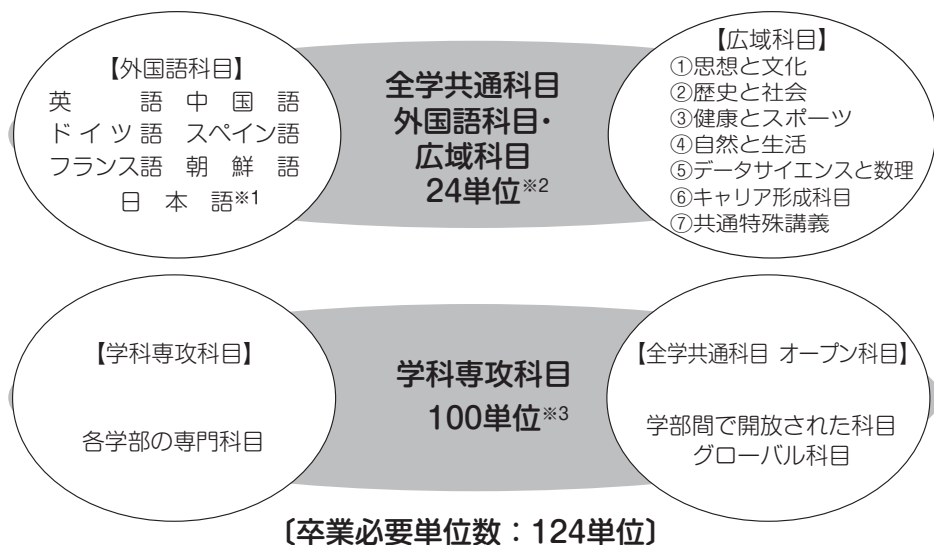 【外国語科目】
英語 中国語
ドイツ語 スペイン語
フランス語 朝鮮語
日本語※1
全学共通科目
外国語科目・
広域科目
24単位※2
【広域科目】
①思想と文化
②歴史と社会
③健康とスポーツ
④自然と生活
⑤データサイエンスと数理
⑥キャリア形成科目
⑦共通特殊講義
【学科専攻科目】
各学部の専門科目
学科専攻科目
100単位※3
【全学共通科目 オープン科目】
学部間で開放された科目
グローバル科目
〔卒業必要単位数:124単位〕